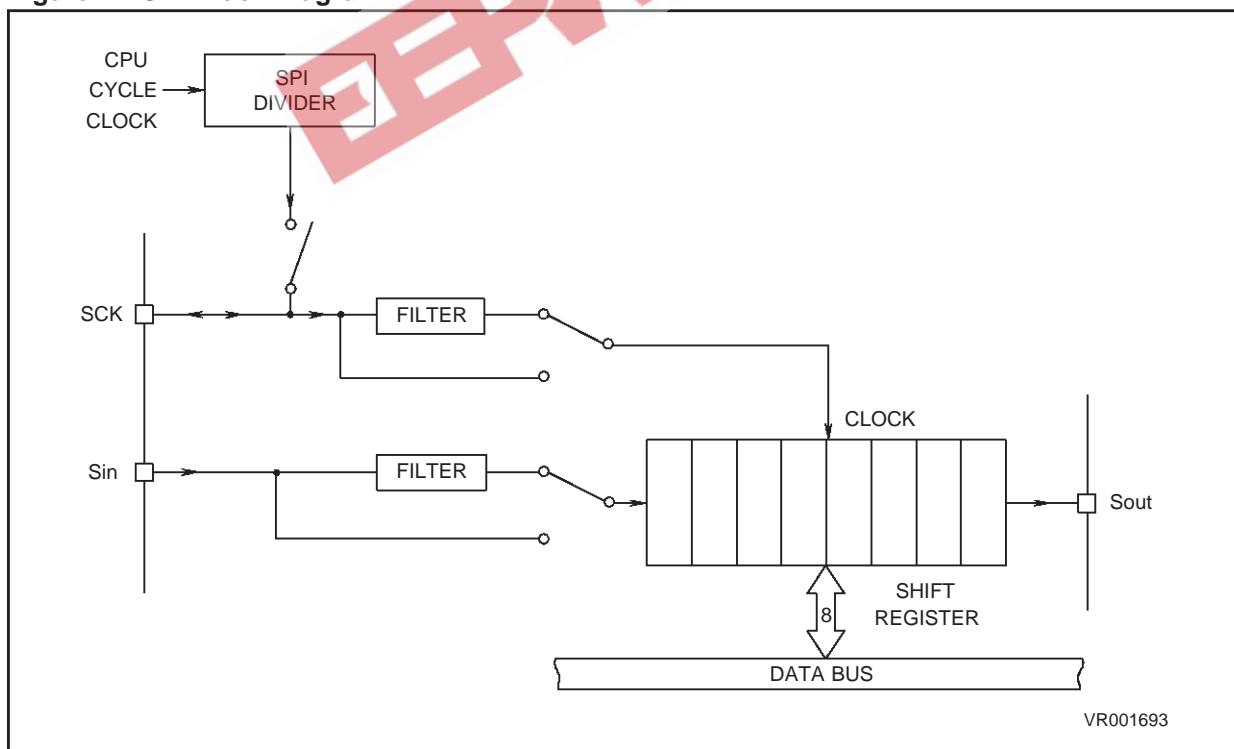 CPU
CYCLE
CLOCK
SPI
DIVIDER
SCK
FILTER
CLOCK
Sin
FILTER
Sout
SHIFT
REGISTER
8
DATA BUS
VR001693